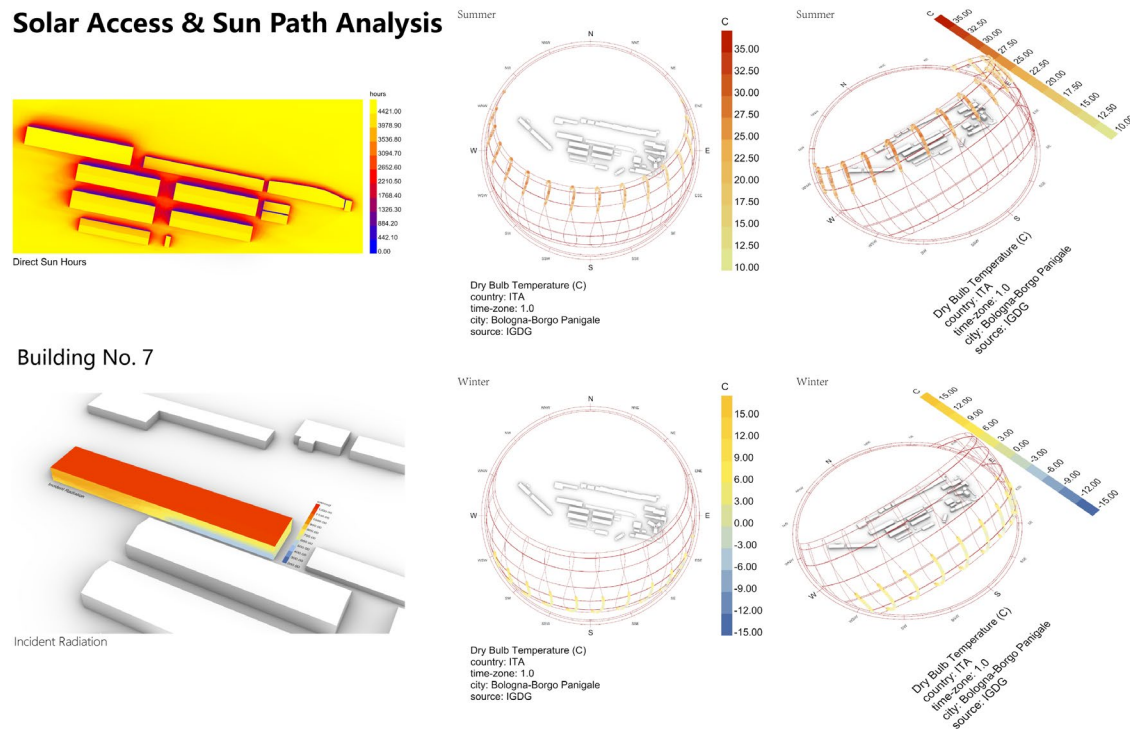 Solar Access & Sun Path Analysis
hours
4421.00
3978.90
3536.80
3094.70
2652.60
2210.50
1768.40
1326.30
884.20
442.10
0.00
Direct Sun Hours
Building No. 7
Incident Radiation
Incident Radiation
Summer
N
W
E
S
C
35.00
32.50
30.00
27.50
25.00
22.50
20.00
17.50
15.00
12.50
10.00
Dry Bulb Temperature (C)
country: ITA
time-zone: 1.0
city: Bologna-Borgo Panigale
source: IGDG
Summer
C
35.00
32.50
30.00
27.50
25.00
22.50
20.00
17.50
15.00
12.50
10.00
N
E
W
S
Dry Bulb Temperature (C)
country: ITA
time-zone: 1.0
city: Bologna-Borgo Panigale
source: IGDG
Winter
N
W
E
S
C
15.00
12.00
9.00
6.00
3.00
0.00
-3.00
-6.00
-9.00
-12.00
-15.00
Dry Bulb Temperature (C)
country: ITA
time-zone: 1.0
city: Bologna-Borgo Panigale
source: IGDG
Winter
C
15.00
12.00
9.00
6.00
3.00
0.00
-3.00
-6.00
-9.00
-12.00
-15.00
N
E
W
S
Dry Bulb Temperature (C)
country: ITA
time-zone: 1.0
city: Bologna-Borgo Panigale
source: IGDG